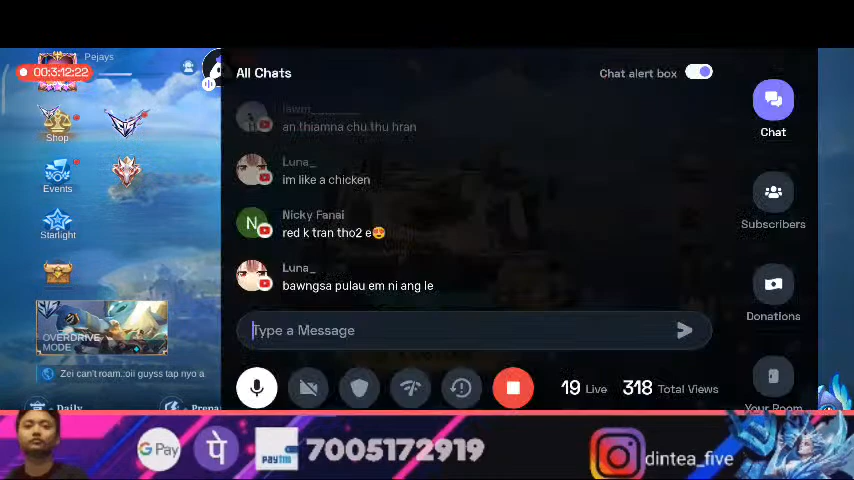 Pejays
00:3:12:22
All Chats
Chat alert box
an thiamna chu thu hran
Chat
Shop
Luna_
im like a chicken
Events
Nicky Fanai
red k tran tho2 e😍
Subscribers
Starlight
Luna_
bawngsa pulau em ni ang le
Type a Message
Donations
OVERDRIVE
MODE
Zei can't roam.:oil guyss tap nyo a
19 Live
318 Total Views
Your Room
Daily
Prepa
G Pay
पे
paytm
7005172919
dintea_five